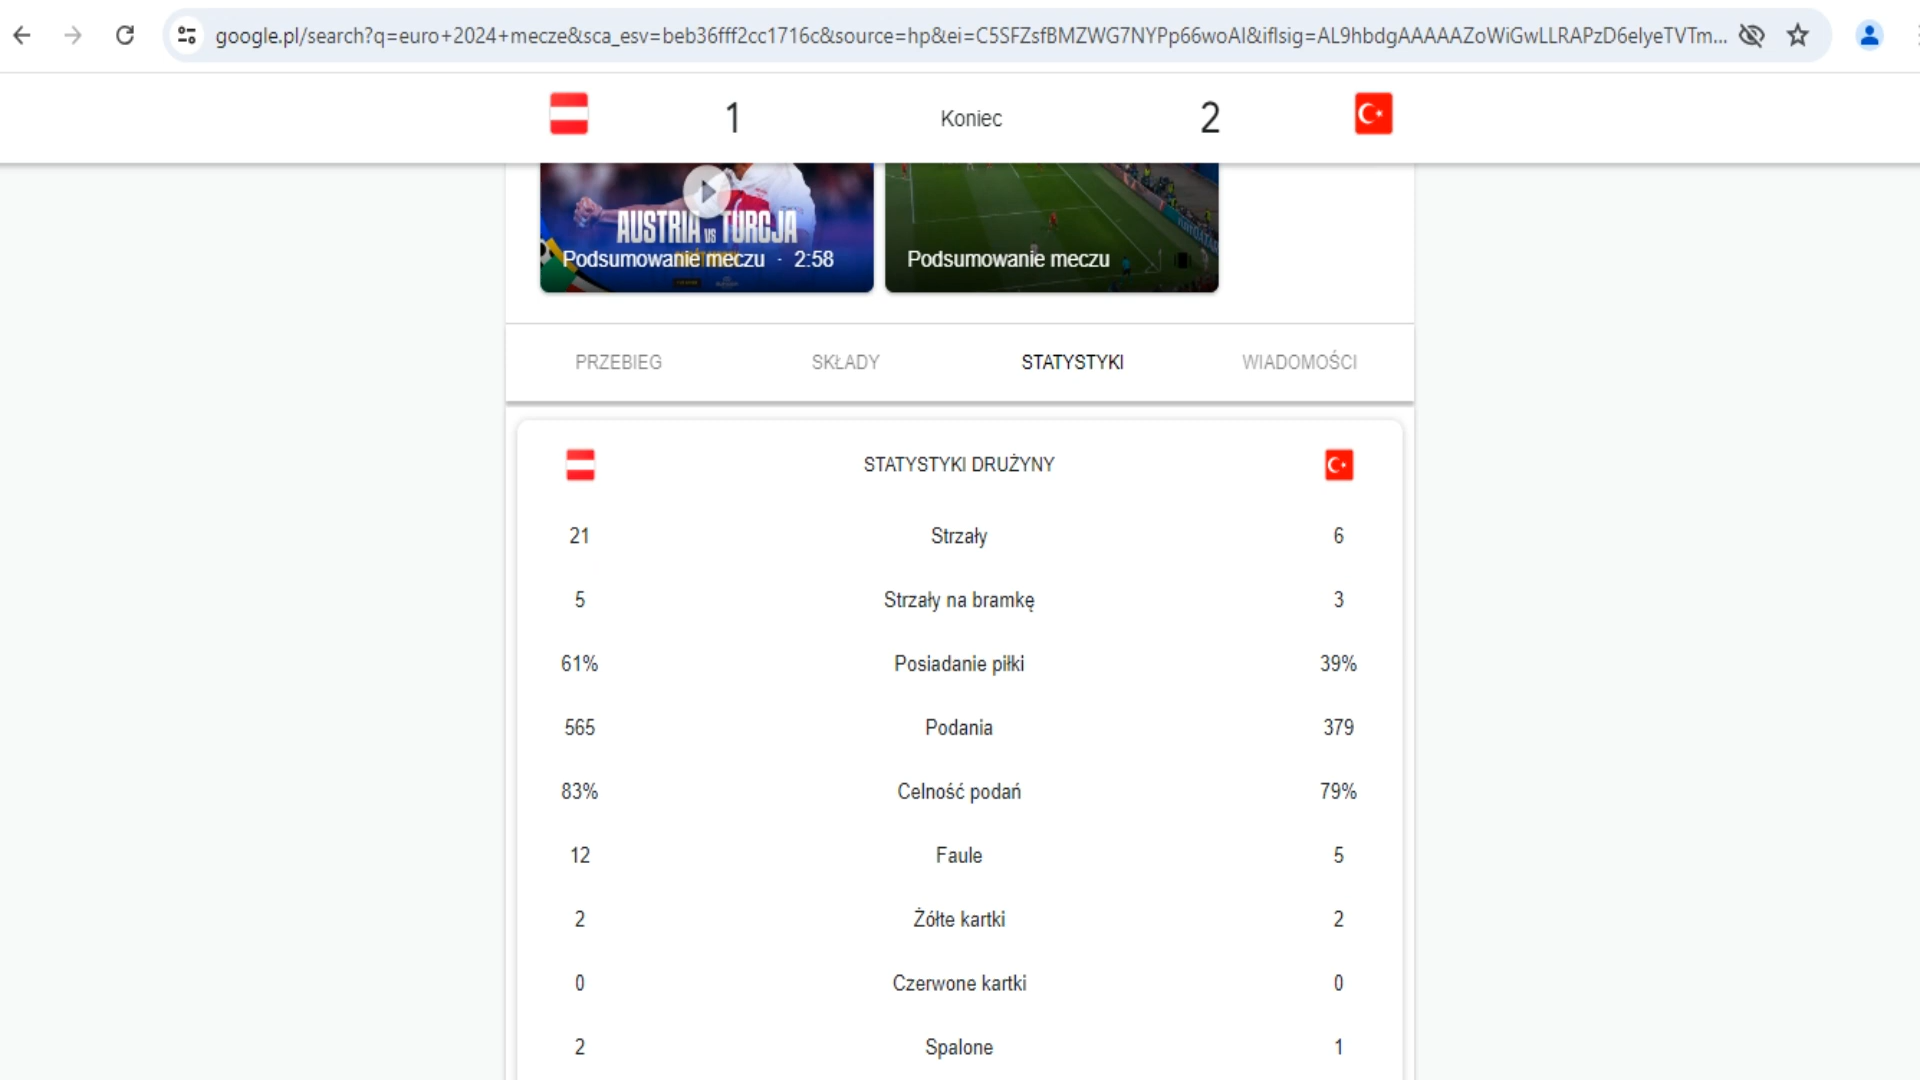 google.pl/search?q=euro+2024+mecze&sca_esv=beb36fff2cc1716c&source=hp&ei=C5SFZsfBMZWG7NYPp66woAI&iflsig=AL9hbdgAAAAAZoWiGwLLRAPzD6elyeTVTm...
1 Koniec 2
AUSTRIA VS TURCJA
Podsumowanie meczu · 2:58
Podsumowanie meczu
PRZEBIEG SKŁADY STATYSTYKI WIADOMOŚCI
STATYSTYKI DRUŻYNY
21 Strzały 6
5 Strzały na bramkę 3
61% Posiadanie piłki 39%
565 Podania 379
83% Celność podań 79%
12 Faule 5
2 Żółte kartki 2
0 Czerwone kartki 0
2 Spalone 1